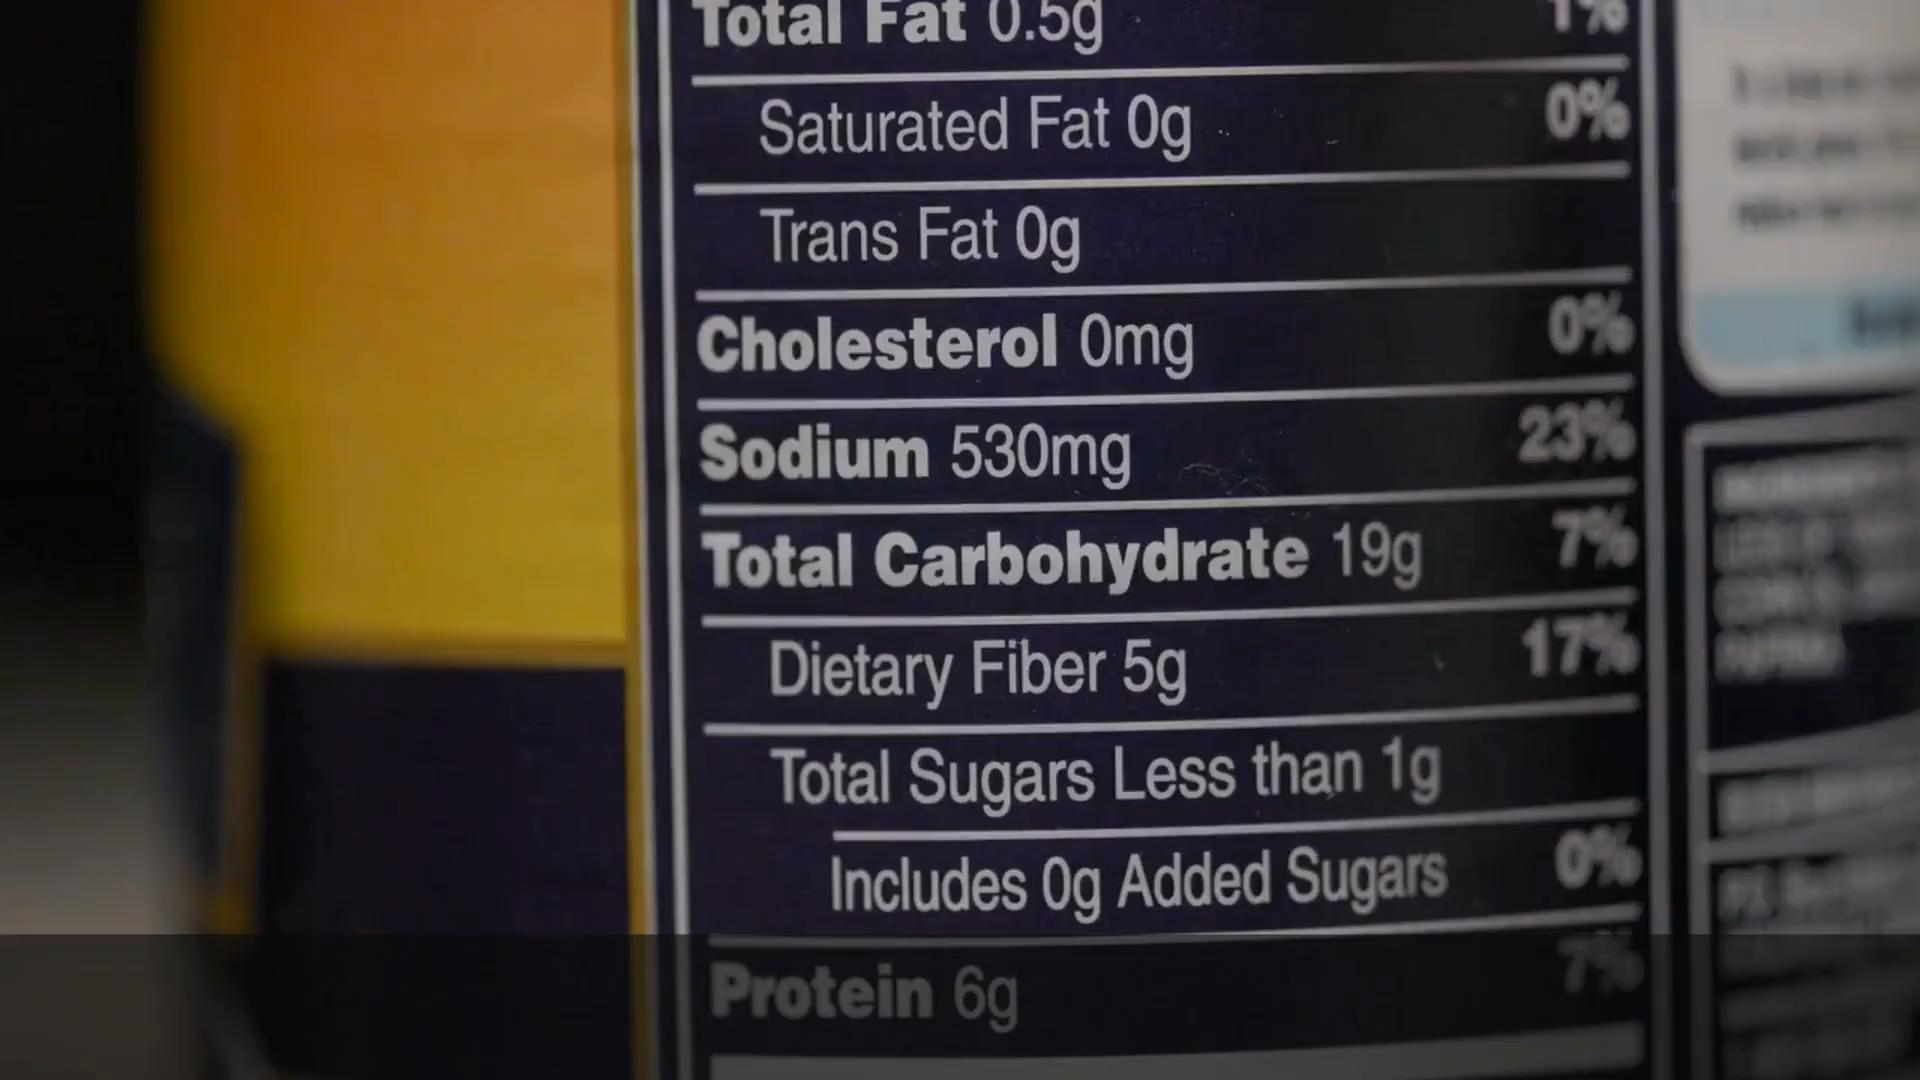 Total Fat 0.5g 1%
Saturated Fat 0g 0%
Trans Fat 0g
Cholesterol 0mg 0%
Sodium 530mg 23%
Total Carbohydrate 19g 7%
Dietary Fiber 5g 17%
Total Sugars Less than 1g
Includes 0g Added Sugars 0%
Protein 6g 7%